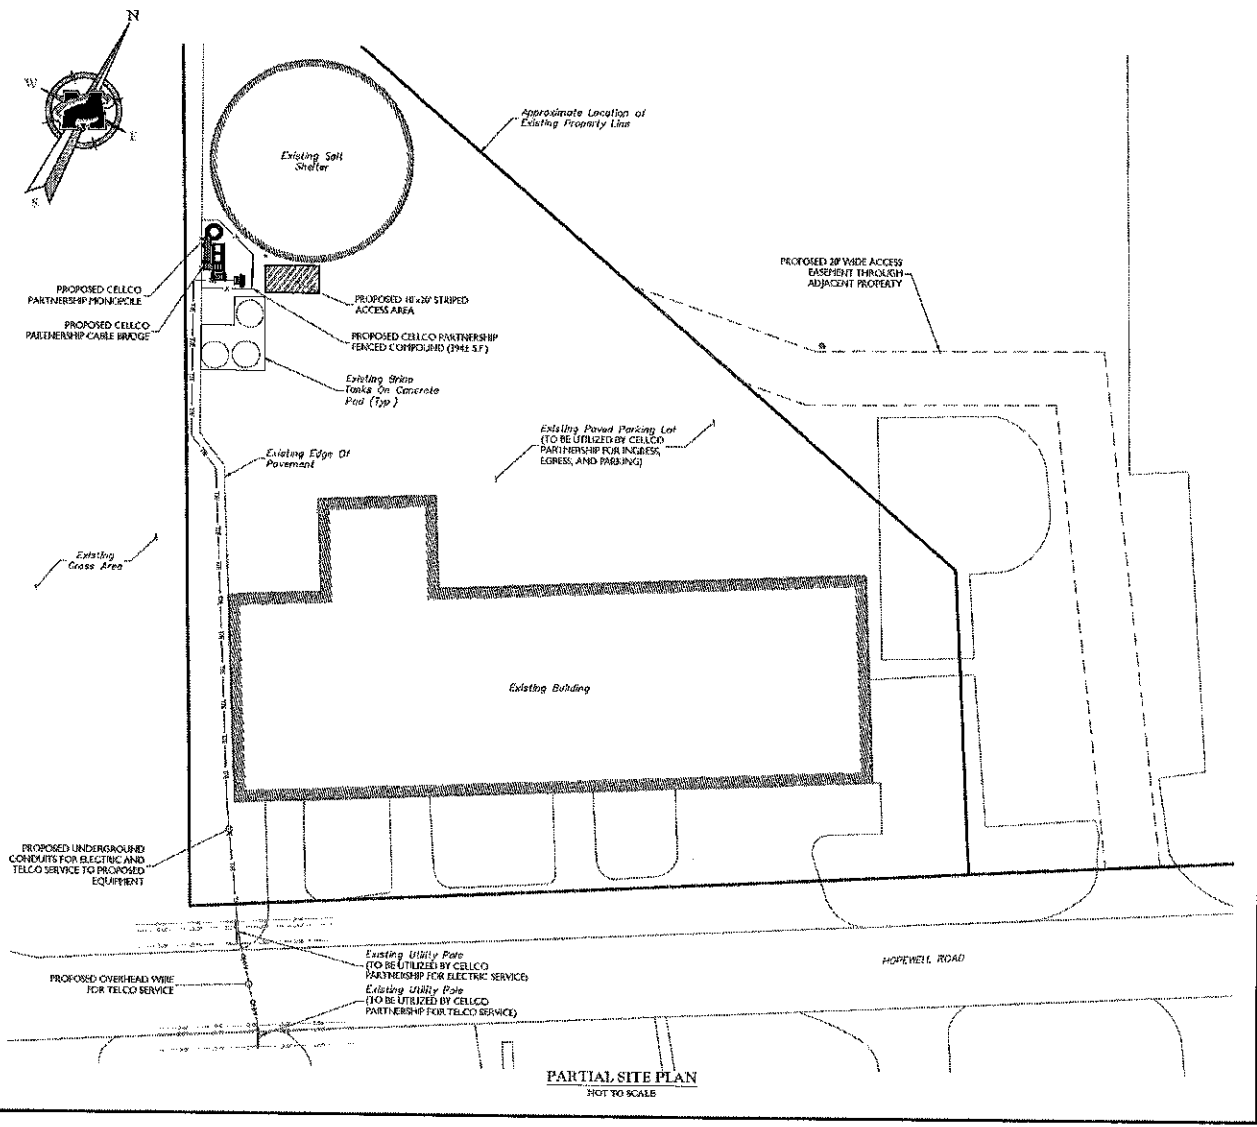 N
W
E
S
Approximate Location of
Existing Property Line
Existing Salt
Shelter
PROPOSED 20' WIDE ACCESS
EASEMENT THROUGH
ADJACENT PROPERTY
PROPOSED CELLCO
PARTNERSHIP MONOPOLE
PROPOSED 10'x20' STRIPED
ACCESS AREA
PROPOSED CELLCO
PARTNERSHIP CABLE BRIDGE
PROPOSED CELLCO PARTNERSHIP
FENCED COMPOUND (394± S.F.)
Existing Brine
Tanks On Concrete
Pad (Typ.)
Existing Paved Parking Lot
(TO BE UTILIZED BY CELLCO
PARTNERSHIP FOR INGRESS,
EGRESS, AND PARKING)
Existing Edge Of
Pavement
Existing
Grass Area
Existing Building
PROPOSED UNDERGROUND
CONDUITS FOR ELECTRIC AND
TELCO SERVICE TO PROPOSED
EQUIPMENT
Existing Utility Pole
(TO BE UTILIZED BY CELLCO
PARTNERSHIP FOR ELECTRIC SERVICE)
HOPEWELL ROAD
PROPOSED OVERHEAD WIRE
FOR TELCO SERVICE
Existing Utility Pole
(TO BE UTILIZED BY CELLCO
PARTNERSHIP FOR TELCO SERVICE)
PARTIAL SITE PLAN
NOT TO SCALE